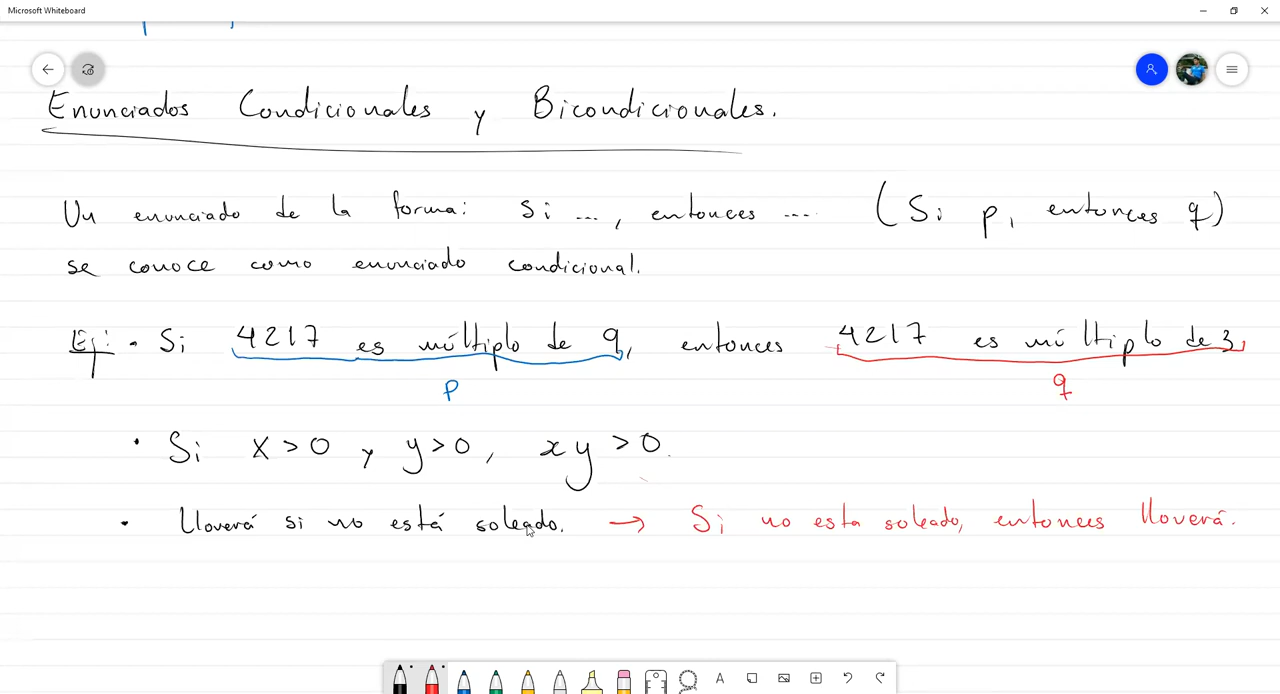 Microsoft Whiteboard
Enunciados Condicionales y Bicondicionales.
Un enunciado de la forma: Si ..., entonces .... (Si p, entonces q)
se conoce como enunciado condicional.
Ej: • Si 4217 es múltiplo de 9, entonces 4217 es múltiplo de 3
p q
• Si x > 0 y y > 0, xy > 0.
• Lloverá si no está soleado. → Si no esta soleado, entonces lloverá.
A